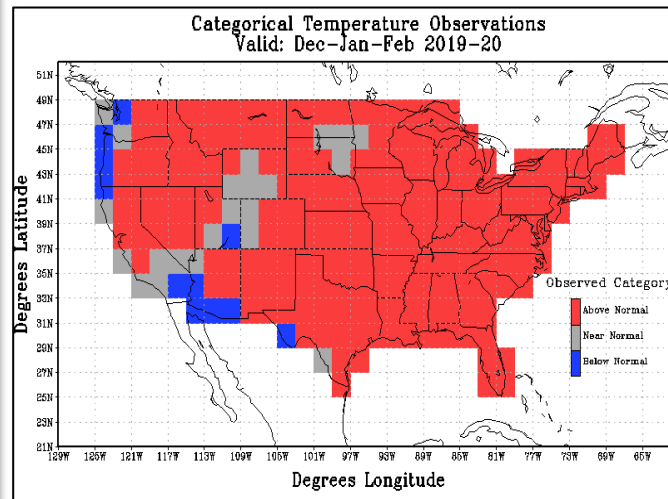 Categorical Temperature Observations
Valid: Dec-Jan-Feb 2019-20
51N
49N
47N
45N
43N
41N
39N
37N
35N
33N
31N
29N
27N
25N
23N
21N
Degrees Latitude
Observed Category
Above Normal
Near Normal
Below Normal
129W 125W 121W 117W 113W 109W 105W 101W 97W 93W 89W 85W 81W 77W 73W 69W 65W
Degrees Longitude